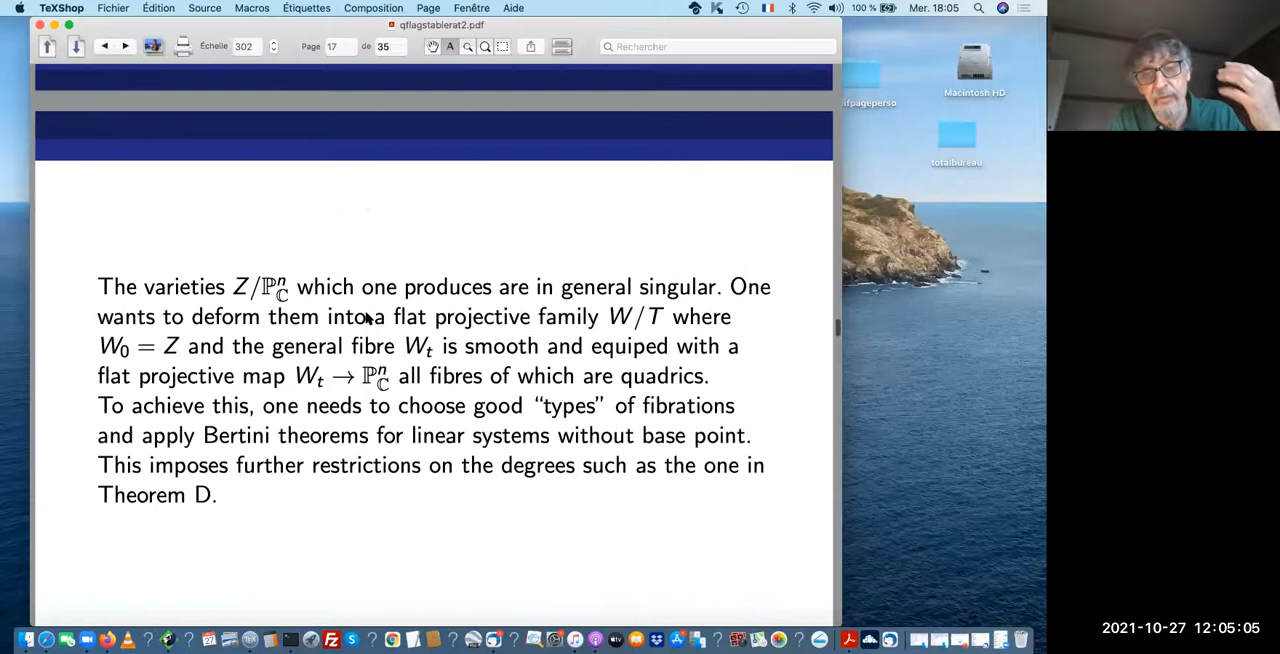 TeXShop Fichier Édition Source Macros Étiquettes Composition Page Fenêtre Aide 100 % Mer. 18:05
qflagstablerat2.pdf
Échelle 302 Page 17 de 35 Rechercher
Macintosh HD
ifpageperso
totalbureau
The varieties Z/ℙⁿ_ℂ which one produces are in general singular. One
wants to deform them into a flat projective family W/T where
W₀ = Z and the general fibre Wₜ is smooth and equiped with a
flat projective map Wₜ → ℙⁿ_ℂ all fibres of which are quadrics.
To achieve this, one needs to choose good “types” of fibrations
and apply Bertini theorems for linear systems without base point.
This imposes further restrictions on the degrees such as the one in
Theorem D.
2021-10-27 12:05:05